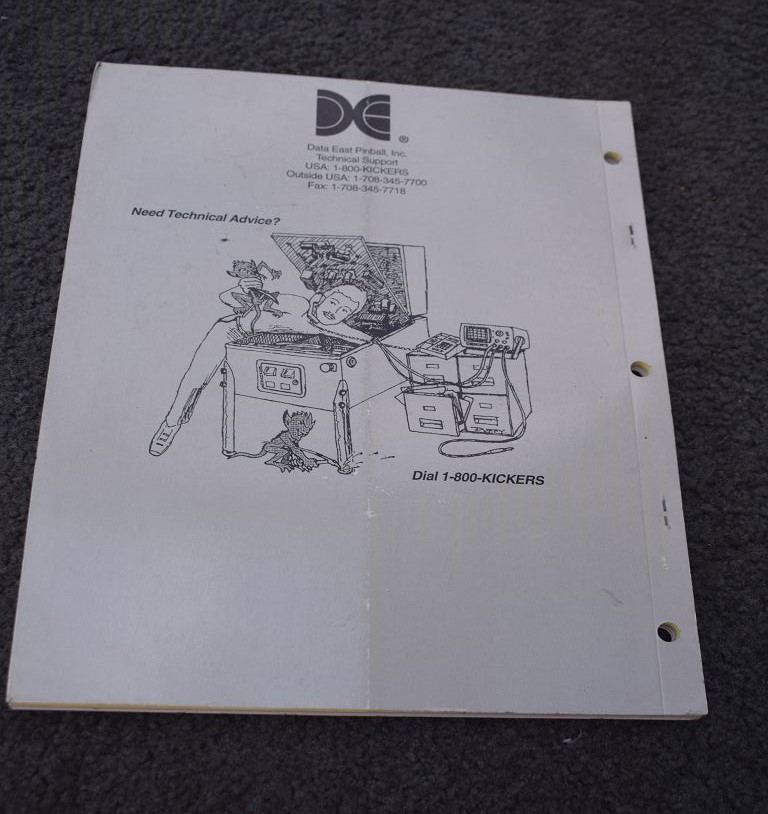 DE ®
Data East Pinball, Inc.
Technical Support
USA: 1-800-KICKERS
Outside USA: 1-708-345-7700
Fax: 1-708-345-7718
Need Technical Advice?
Dial 1-800-KICKERS